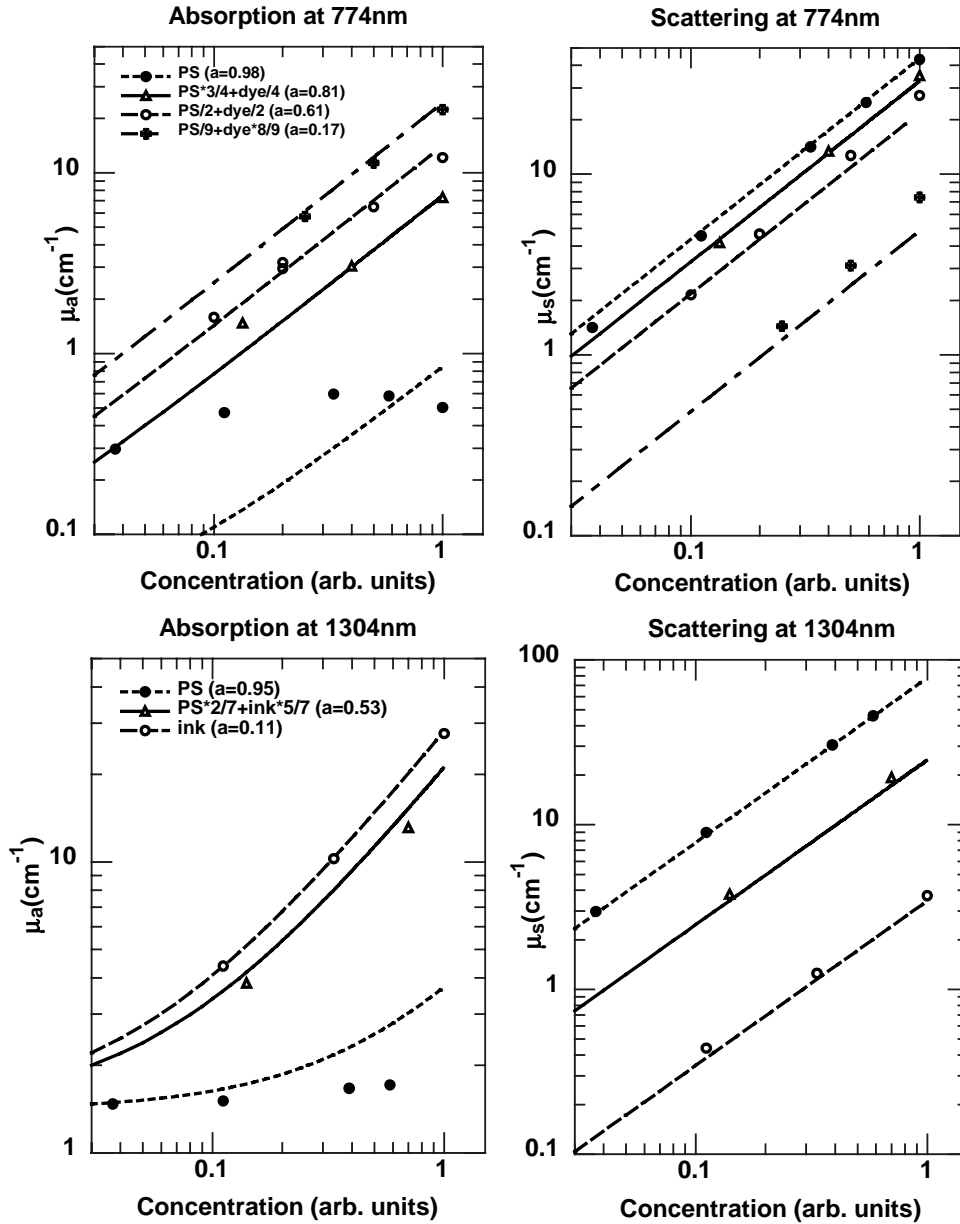 Absorption at 774nm
PS (a=0.98)
PS*3/4+dye/4 (a=0.81)
PS/2+dye/2 (a=0.61)
PS/9+dye*8/9 (a=0.17)
10
1
0.1
μa(cm-1)
0.1
1
Concentration (arb. units)
Scattering at 774nm
10
1
0.1
μs(cm-1)
0.1
1
Concentration (arb. units)
Absorption at 1304nm
PS (a=0.95)
PS*2/7+ink*5/7 (a=0.53)
ink (a=0.11)
10
1
μa(cm-1)
0.1
1
Concentration (arb. units)
Scattering at 1304nm
100
10
1
0.1
μs(cm-1)
0.1
1
Concentration (arb. units)